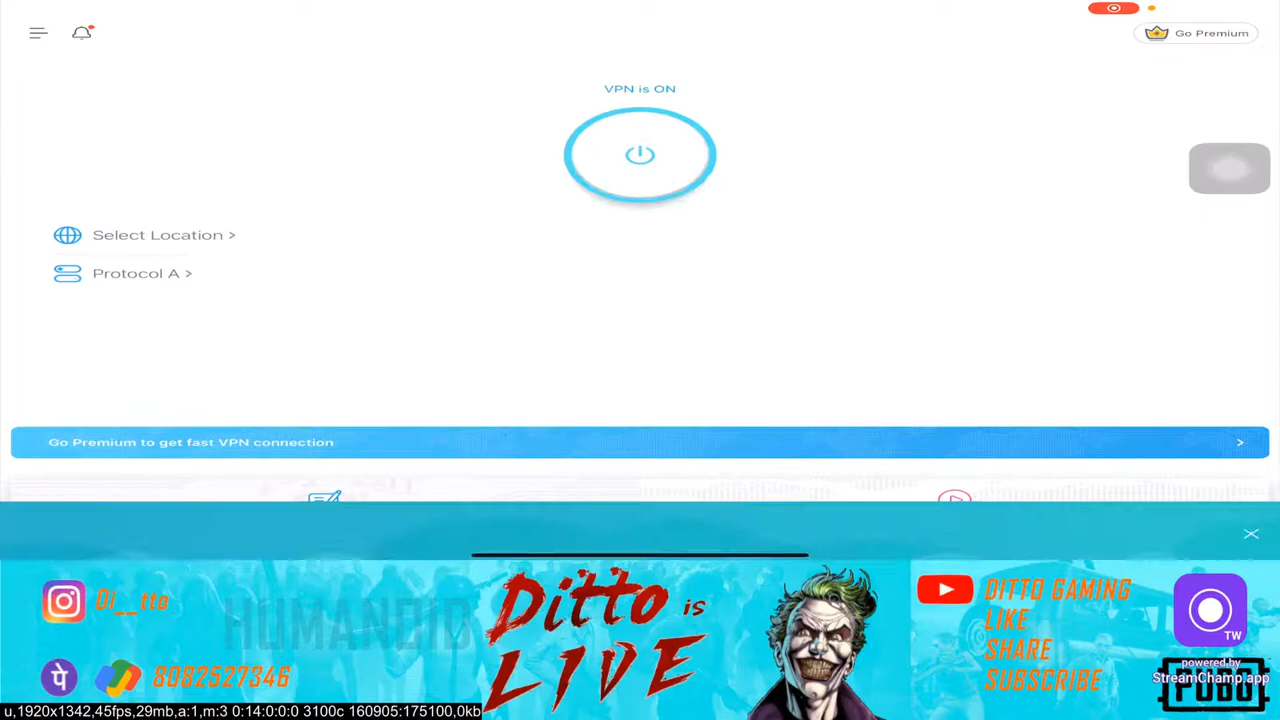 Go Premium
VPN is ON
Select Location >
Protocol A >
Go Premium to get fast VPN connection >
Di__tto
HUMANOID
8082527346
Ditto is
LIVE
DITTO GAMING
LIKE
SHARE
SUBSCRIBE
TW
powered by
StreamChamp.app
PUBG
u,1920x1342,45fps,29mb,a:1,m:3 0:14:0:0:0 3100c 160905:175100,0kb